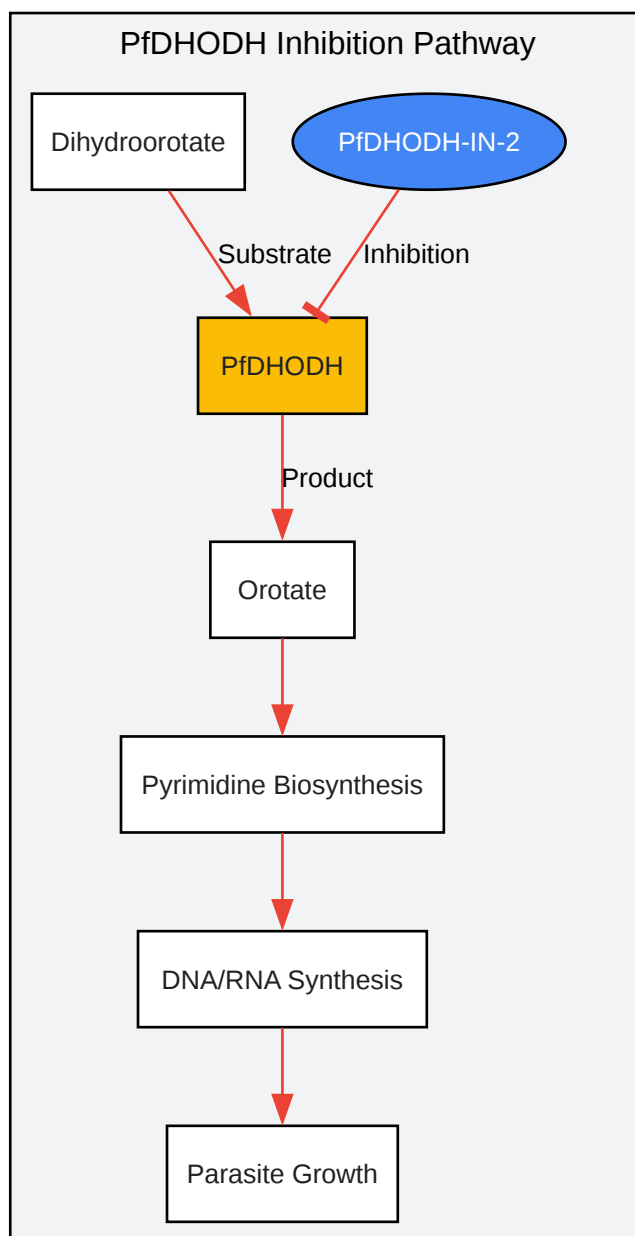 PfDHODH Inhibition Pathway
Dihydroorotate
PfDHODH-IN-2
Substrate
Inhibition
PfDHODH
Product
Orotate
Pyrimidine Biosynthesis
DNA/RNA Synthesis
Parasite Growth